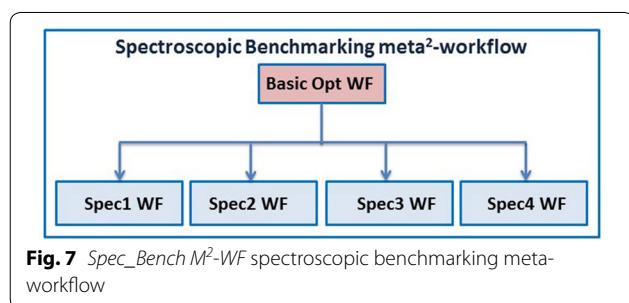 Spectroscopic Benchmarking meta²-workflow
Basic Opt WF
Spec1 WF Spec2 WF Spec3 WF Spec4 WF
Fig. 7 Spec_Bench M²-WF spectroscopic benchmarking meta-
workflow